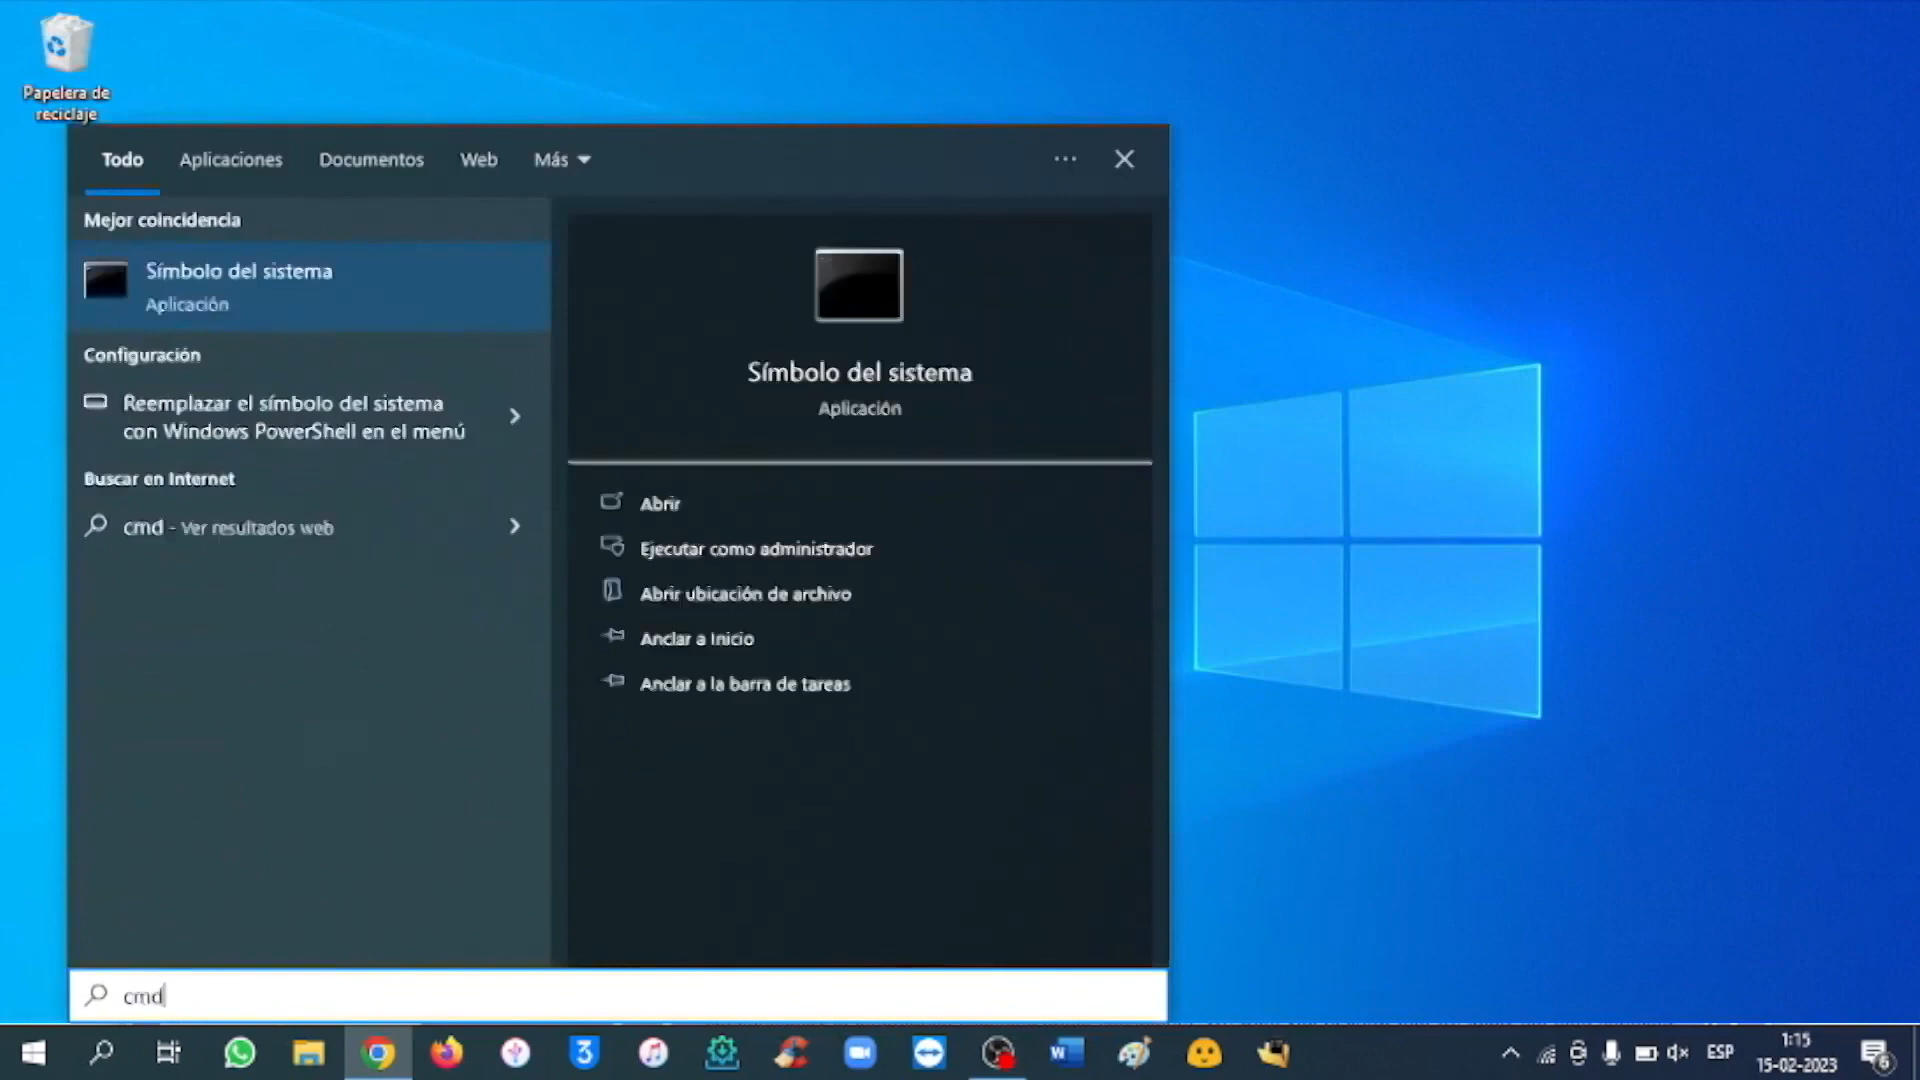 Papelera de
reciclaje
Todo
Aplicaciones
Documentos
Web
Más
Mejor coincidencia
Símbolo del sistema
Aplicación
Configuración
Reemplazar el símbolo del sistema
con Windows PowerShell en el menú
Buscar en Internet
cmd - Ver resultados web
Símbolo del sistema
Aplicación
Abrir
Ejecutar como administrador
Abrir ubicación de archivo
Anclar a Inicio
Anclar a la barra de tareas
cmd
3
W
ESP
1:15
15-02-2023
6